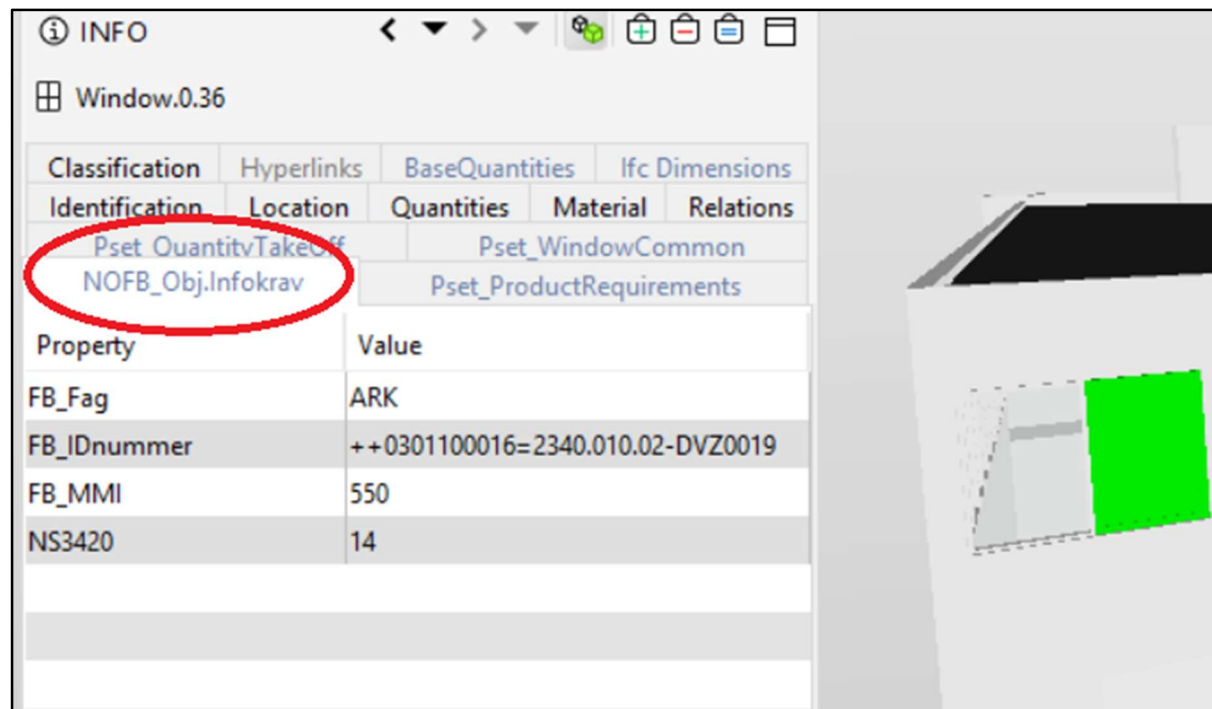 INFO
Window.0.36
Classification Hyperlinks BaseQuantities Ifc Dimensions
Identification Location Quantities Material Relations
Pset_QuantityTakeOff Pset_WindowCommon
NOFB_Obj.Infokrav Pset_ProductRequirements
Property Value
FB_Fag ARK
FB_IDnummer ++0301100016=2340.010.02-DVZ0019
FB_MMI 550
NS3420 14